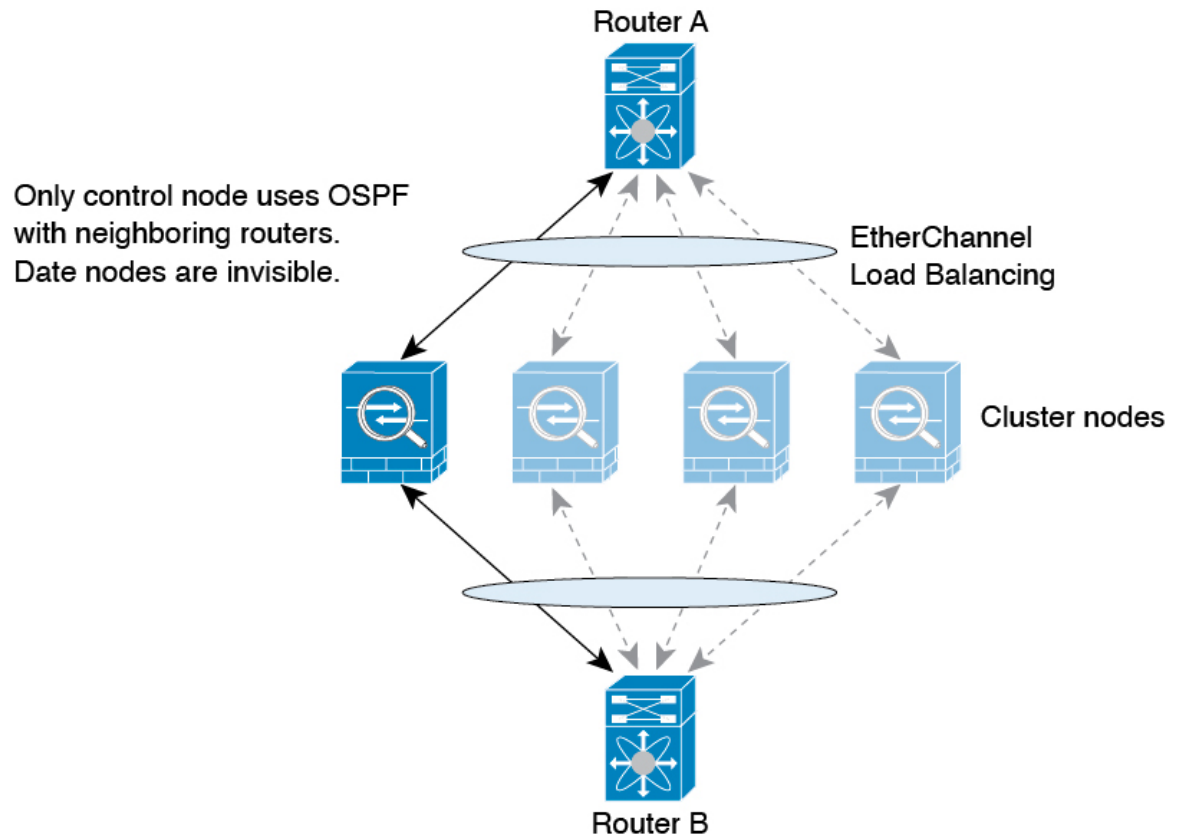 Router A
Only control node uses OSPF
with neighboring routers.
Date nodes are invisible.
EtherChannel
Load Balancing
Cluster nodes
Router B